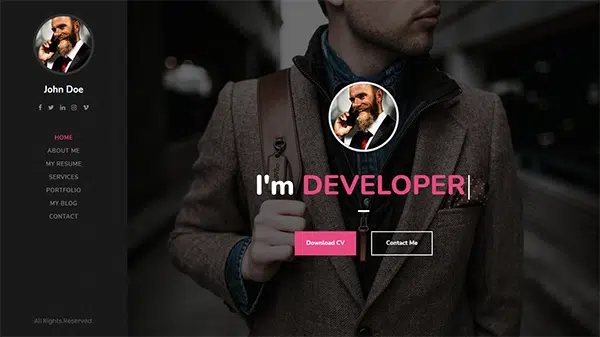 John Doe
HOME
ABOUT ME
MY RESUME
SERVICES
PORTFOLIO
MY BLOG
CONTACT
All Rights Reserved.
I'm DEVELOPER
Download CV
Contact Me